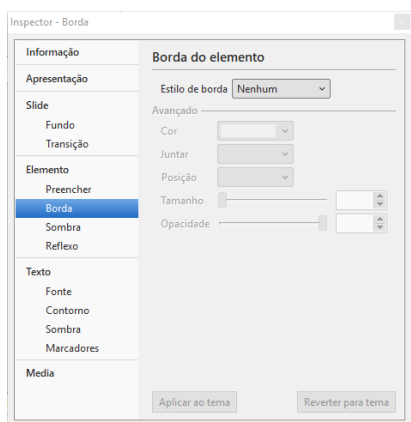 Inspector - Borda
Informação
Apresentação
Slide
Fundo
Transição
Elemento
Preencher
Borda
Sombra
Reflexo
Texto
Fonte
Contorno
Sombra
Marcadores
Media
Borda do elemento
Estilo de borda Nenhum
Avançado
Cor
Juntar
Posição
Tamanho
Opacidade
Aplicar ao tema Reverter para tema